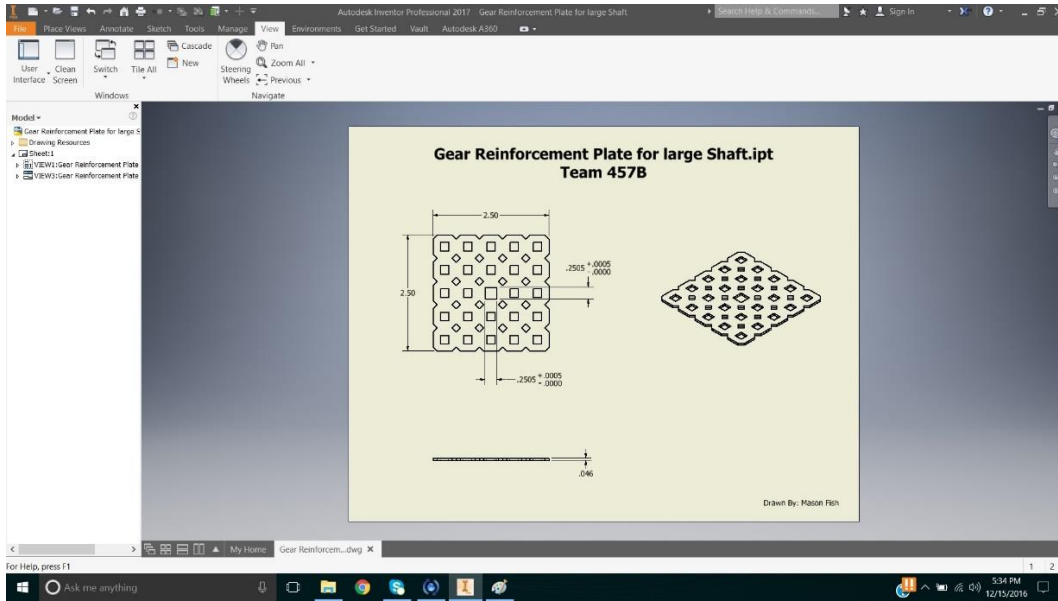 Autodesk Inventor Professional 2017 Gear Reinforcement Plate for large Shaft
Search Help & Commands...
Sign In
File Place Views Annotate Sketch Tools Manage View Environments Get Started Vault Autodesk A360
User Interface
Clean Screen
Switch
Tile All
Cascade
New
Windows
Steering Wheels
Pan
Zoom All
Previous
Navigate
Model
Gear Reinforcement Plate for large S
Drawing Resources
Sheet:1
VIEW1:Gear Reinforcement Plate
VIEW3:Gear Reinforcement Plate
Gear Reinforcement Plate for large Shaft.ipt
Team 457B
2.50
2.50
.2505 +.0005 -.0000
.2505 +.0005 -.0000
.046
Drawn By: Mason Fish
My Home Gear Reinforcem...dwg X
For Help, press F1
1 2
Ask me anything
5:34 PM
12/15/2016